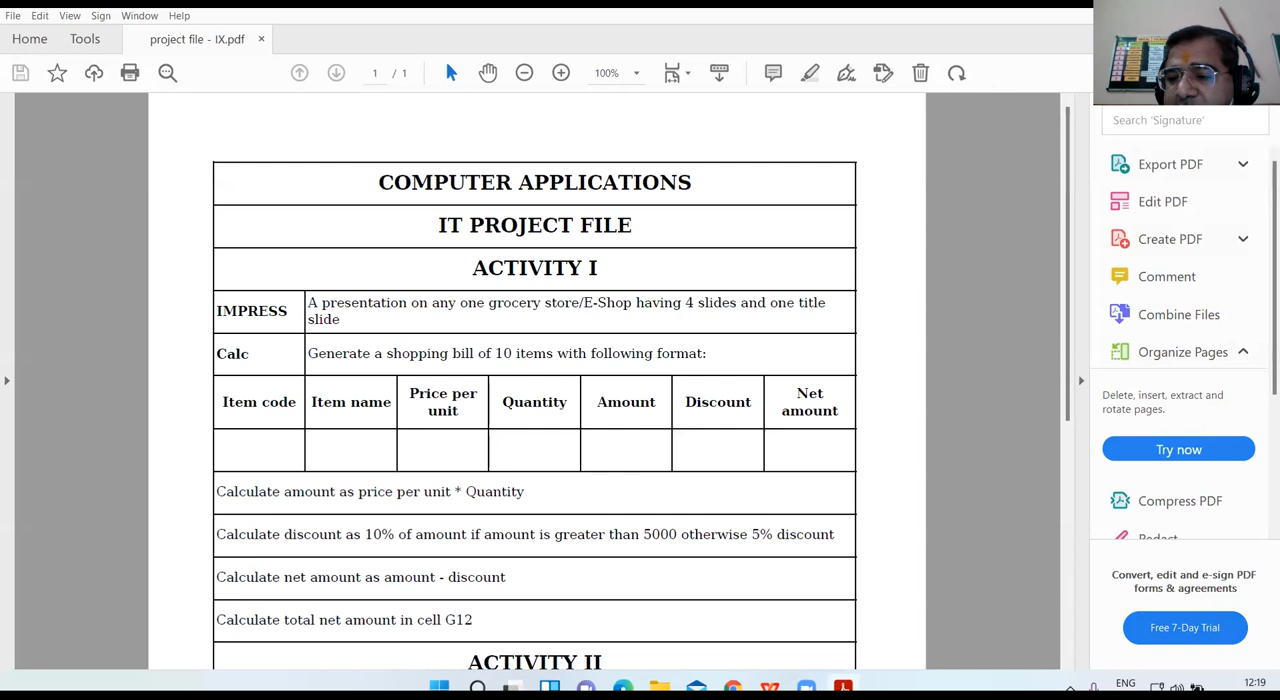 File Edit View Sign Window Help
Home Tools project file - IX.pdf ×
1 / 1 100%
Search 'Signature'
Export PDF
Edit PDF
Create PDF
Comment
Combine Files
Organize Pages
Delete, insert, extract and
rotate pages.
Try now
Compress PDF
Redact
Convert, edit and e-sign PDF
forms & agreements
Free 7-Day Trial
COMPUTER APPLICATIONS
IT PROJECT FILE
ACTIVITY I
IMPRESS A presentation on any one grocery store/E-Shop having 4 slides and one title
slide
Calc Generate a shopping bill of 10 items with following format:
Item code Item name Price per unit Quantity Amount Discount Net amount
Calculate amount as price per unit * Quantity
Calculate discount as 10% of amount if amount is greater than 5000 otherwise 5% discount
Calculate net amount as amount - discount
Calculate total net amount in cell G12
ACTIVITY II
ENG 12:19